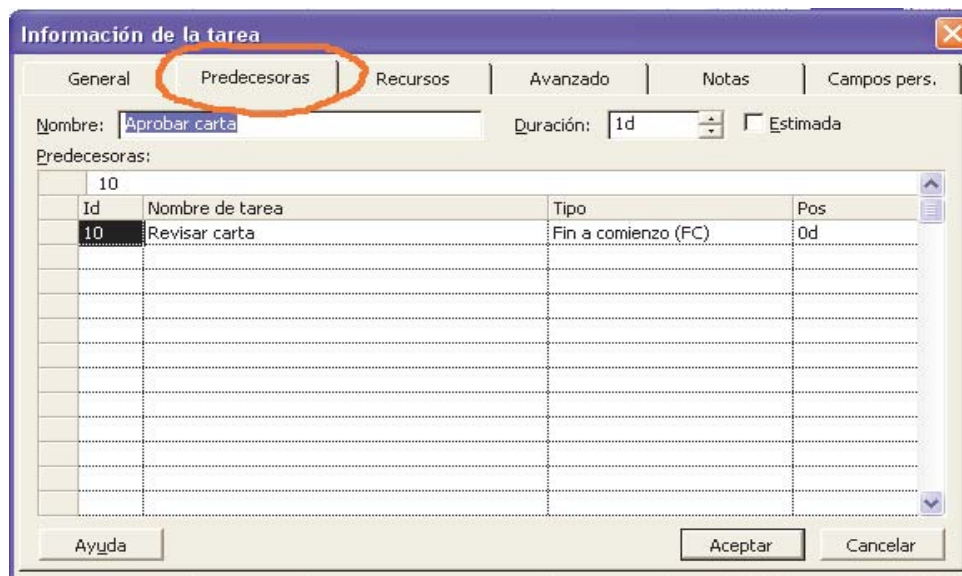 Información de la tarea
General Predecesoras Recursos Avanzado Notas Campos pers.
Nombre: Aprobar carta Duración: 1d Estimada
Predecesoras:
10
Id Nombre de tarea Tipo Pos
10 Revisar carta Fin a comienzo (FC) 0d
Ayuda Aceptar Cancelar